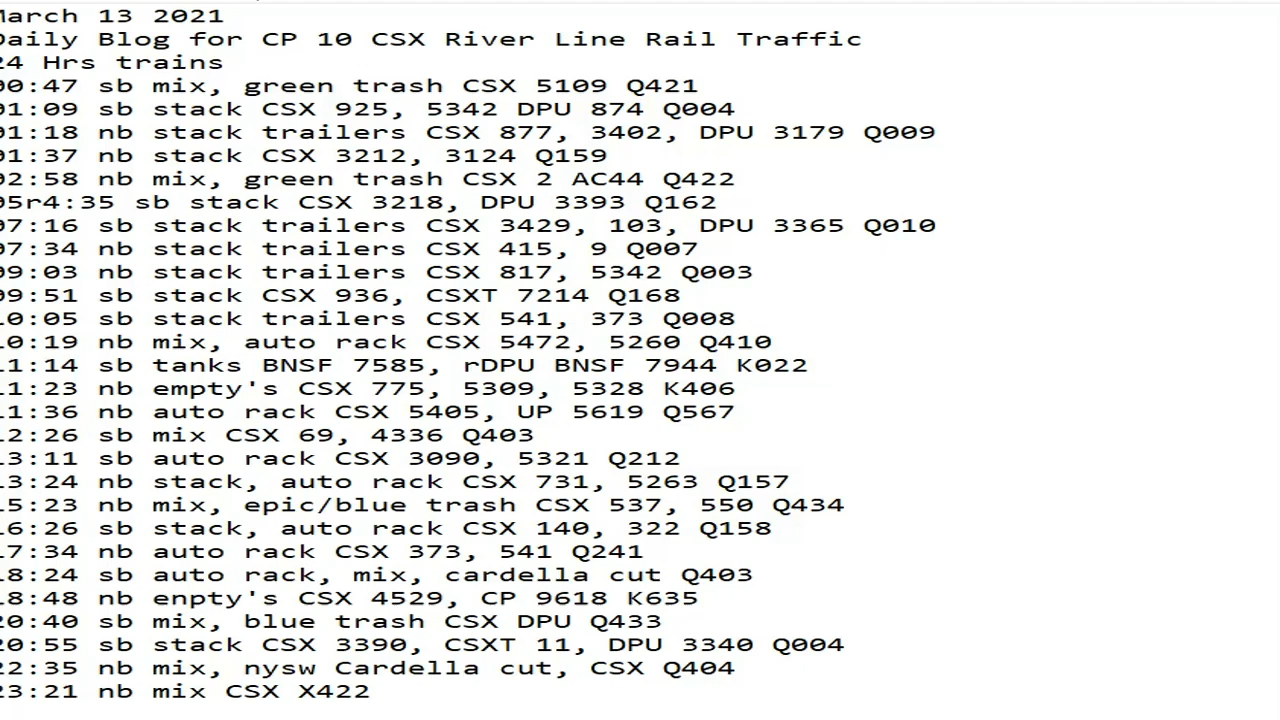 March 13 2021
Daily Blog for CP 10 CSX River Line Rail Traffic
24 Hrs trains
00:47 sb mix, green trash CSX 5109 Q421
01:09 sb stack CSX 925, 5342 DPU 874 Q004
01:18 nb stack trailers CSX 877, 3402, DPU 3179 Q009
01:37 nb stack CSX 3212, 3124 Q159
02:58 nb mix, green trash CSX 2 AC44 Q422
05r4:35 sb stack CSX 3218, DPU 3393 Q162
07:16 sb stack trailers CSX 3429, 103, DPU 3365 Q010
07:34 nb stack trailers CSX 415, 9 Q007
09:03 nb stack trailers CSX 817, 5342 Q003
09:51 sb stack CSX 936, CSXT 7214 Q168
10:05 sb stack trailers CSX 541, 373 Q008
10:19 nb mix, auto rack CSX 5472, 5260 Q410
11:14 sb tanks BNSF 7585, rDPU BNSF 7944 K022
11:23 nb empty's CSX 775, 5309, 5328 K406
11:36 nb auto rack CSX 5405, UP 5619 Q567
12:26 sb mix CSX 69, 4336 Q403
13:11 sb auto rack CSX 3090, 5321 Q212
13:24 nb stack, auto rack CSX 731, 5263 Q157
15:23 nb mix, epic/blue trash CSX 537, 550 Q434
16:26 sb stack, auto rack CSX 140, 322 Q158
17:34 nb auto rack CSX 373, 541 Q241
18:24 sb auto rack, mix, cardella cut Q403
18:48 nb enpty's CSX 4529, CP 9618 K635
20:40 sb mix, blue trash CSX DPU Q433
20:55 sb stack CSX 3390, CSXT 11, DPU 3340 Q004
22:35 nb mix, nysw Cardella cut, CSX Q404
23:21 nb mix CSX X422